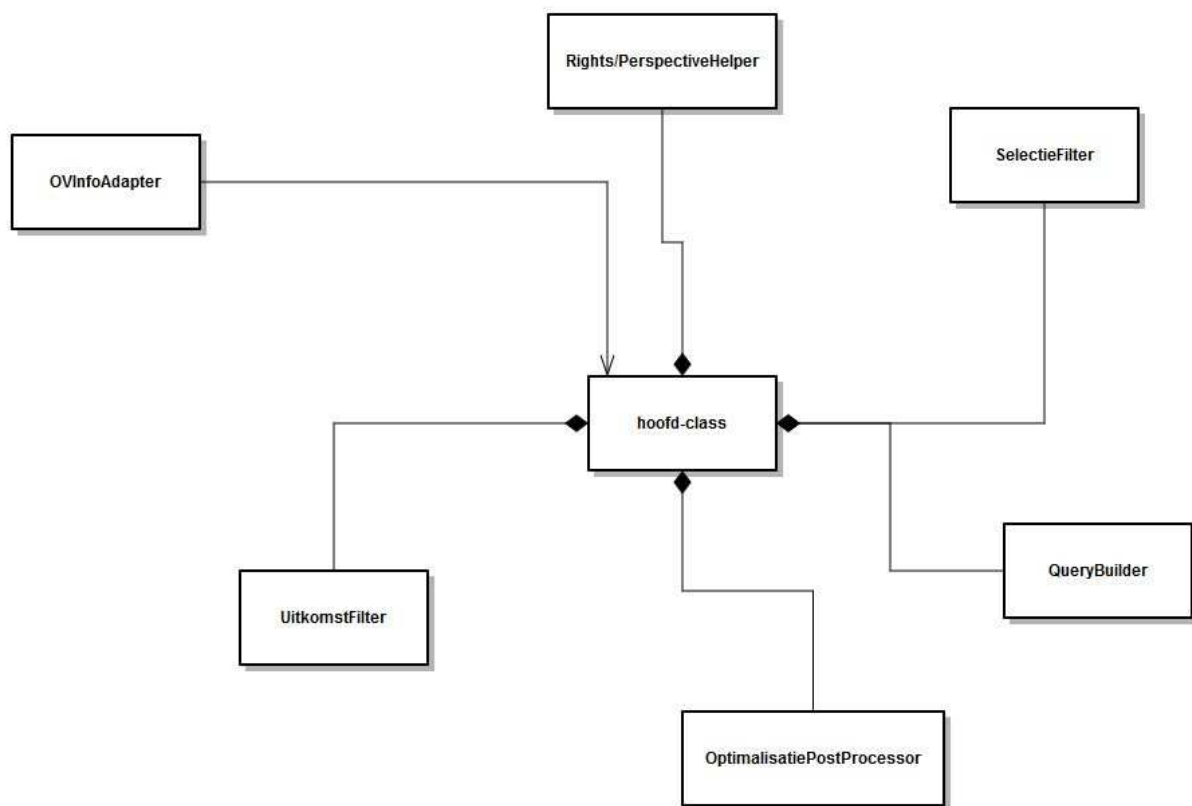 Rights/PerspectiveHelper
SelectieFilter
OVInfoAdapter
hoofd-class
QueryBuilder
UitkomstFilter
OptimalisatiePostProcessor